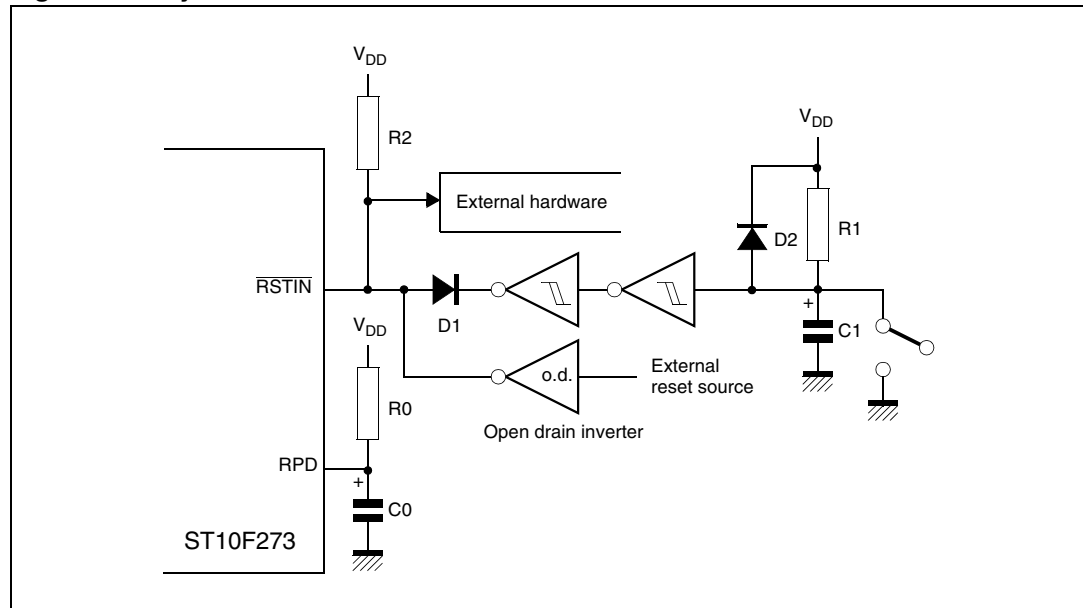 V_DD
R2
External hardware
V_DD
D2
R1
RSTIN
D1
+
C1
V_DD
R0
o.d.
External
reset source
Open drain inverter
RPD
+
C0
ST10F273